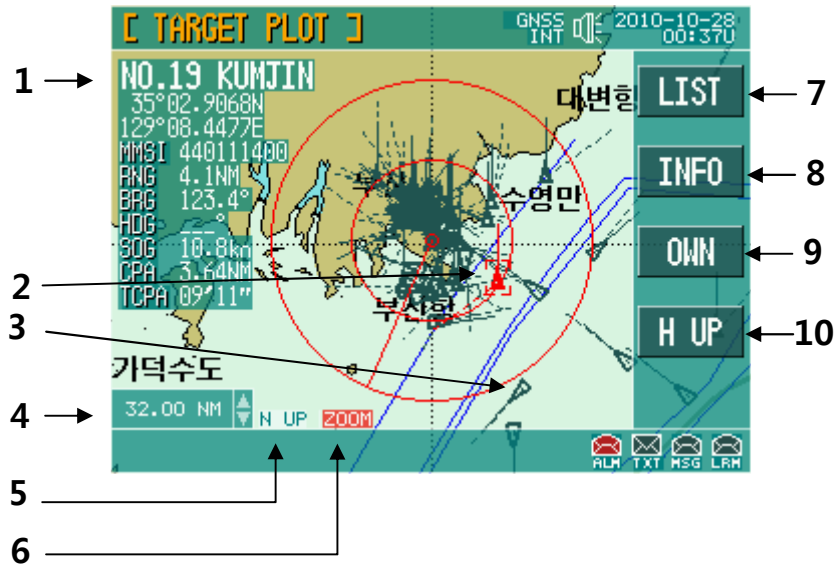 [ TARGET PLOT ]
GNSS
INT
2010-10-28
00:37U
1
NO.19 KUMJIN
35°02.9068N
129°08.4477E
MMSI 440111400
RNG 4.1NM
BRG 123.4°
HDG ___°
SOG 10.8kn
CPA 3.64NM
TCPA 09'11"
대변항
부산
수영만
부산항
가덕수도
LIST
7
INFO
8
OWN
9
H UP
10
2
3
4
32.00 NM
N UP
ZOOM
ALM
TXT
MSG
LRM
5
6